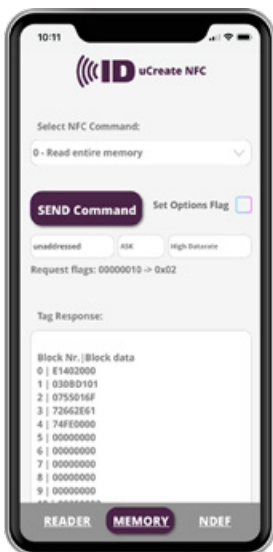 10:11
ID uCreate NFC
Select NFC Command:
0 - Read entire memory
SEND Command Set Options Flag
unaddressed ASK High Datarate
Request flags: 00000010 -> 0x02
Tag Response:
Block Nr.|Block data
0 | E1402000
1 | 030BD101
2 | 0755016F
3 | 72662E61
4 | 74FE0000
5 | 00000000
6 | 00000000
7 | 00000000
8 | 00000000
9 | 00000000
READER MEMORY NDEF